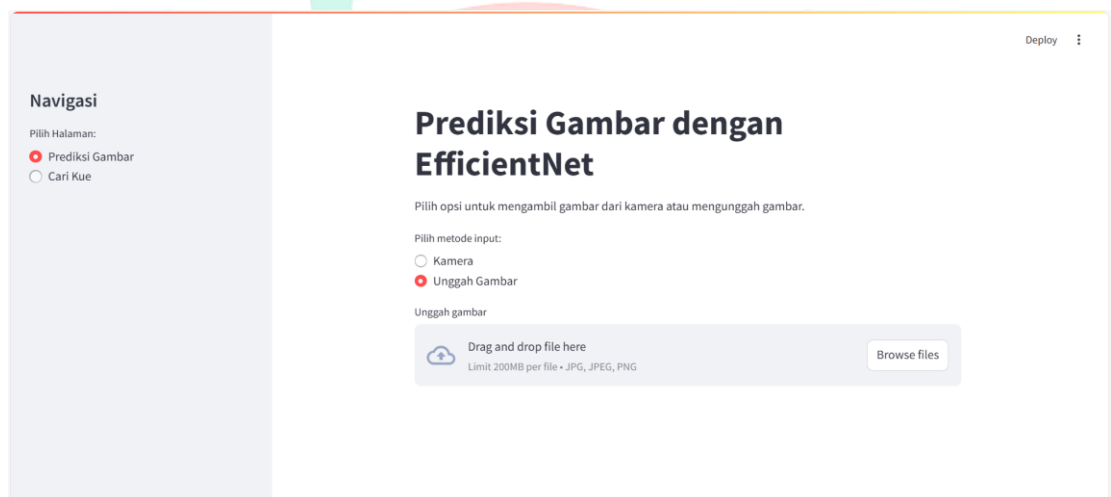 Deploy
Navigasi
Pilih Halaman:
Prediksi Gambar
Cari Kue
Prediksi Gambar dengan
EfficientNet
Pilih opsi untuk mengambil gambar dari kamera atau mengunggah gambar.
Pilih metode input:
Kamera
Unggah Gambar
Unggah gambar
Drag and drop file here
Limit 200MB per file • JPG, JPEG, PNG
Browse files